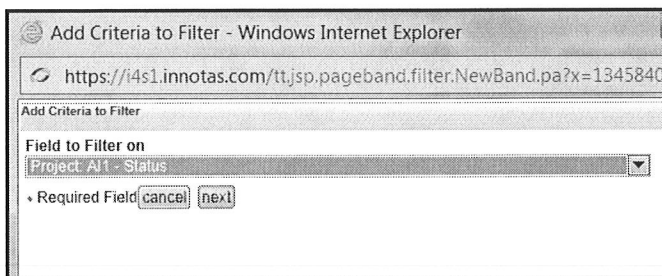 Add Criteria to Filter - Windows Internet Explorer
https://i4s1.innotas.com/tt.jsp.pageband.filter.NewBand.pa?x=1345840
Add Criteria to Filter
Field to Filter on
Project: AI1 - Status
• Required Field cancel next